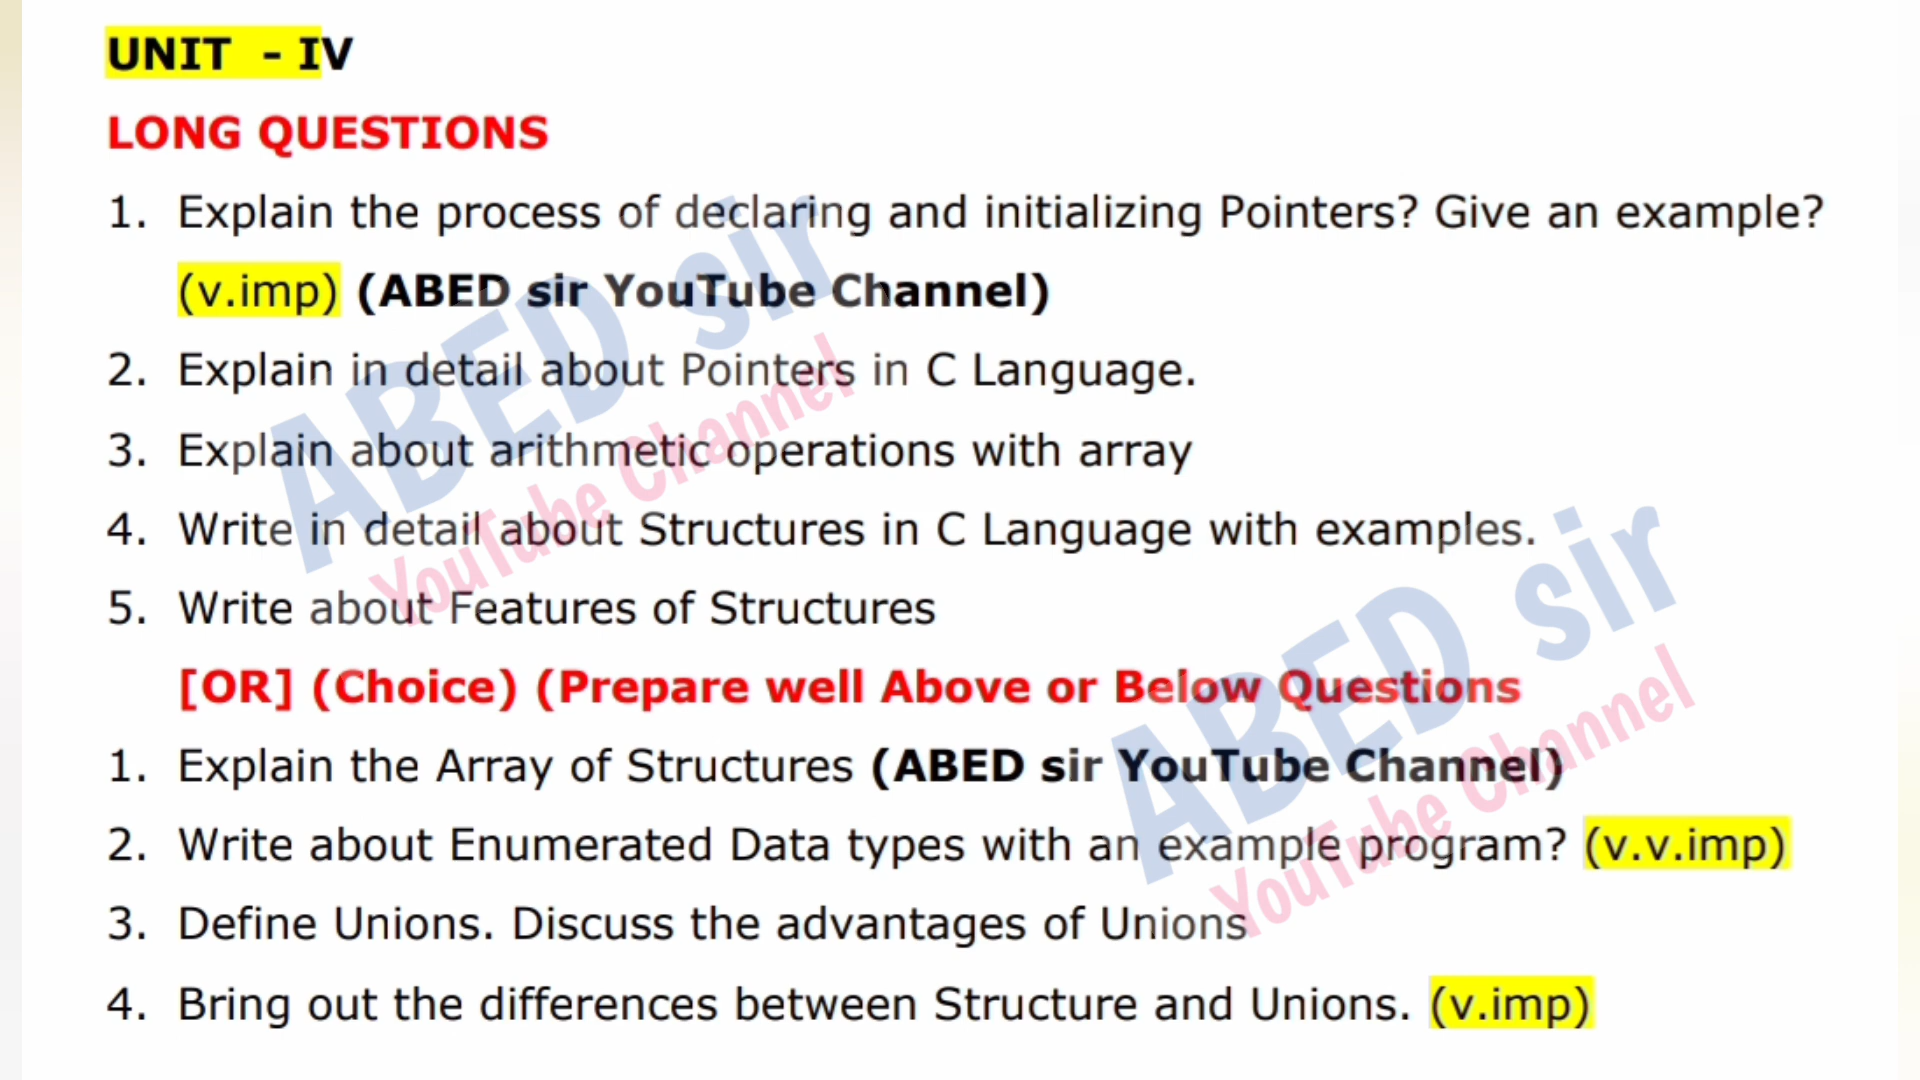 UNIT - IV
LONG QUESTIONS
1. Explain the process of declaring and initializing Pointers? Give an example?
(v.imp) (ABED sir YouTube Channel)
2. Explain in detail about Pointers in C Language.
3. Explain about arithmetic operations with array
4. Write in detail about Structures in C Language with examples.
5. Write about Features of Structures
[OR] (Choice) (Prepare well Above or Below Questions
1. Explain the Array of Structures (ABED sir YouTube Channel)
2. Write about Enumerated Data types with an example program? (v.v.imp)
3. Define Unions. Discuss the advantages of Unions
4. Bring out the differences between Structure and Unions. (v.imp)
ABED sir
YouTube Channel
ABED sir
YouTube Channel